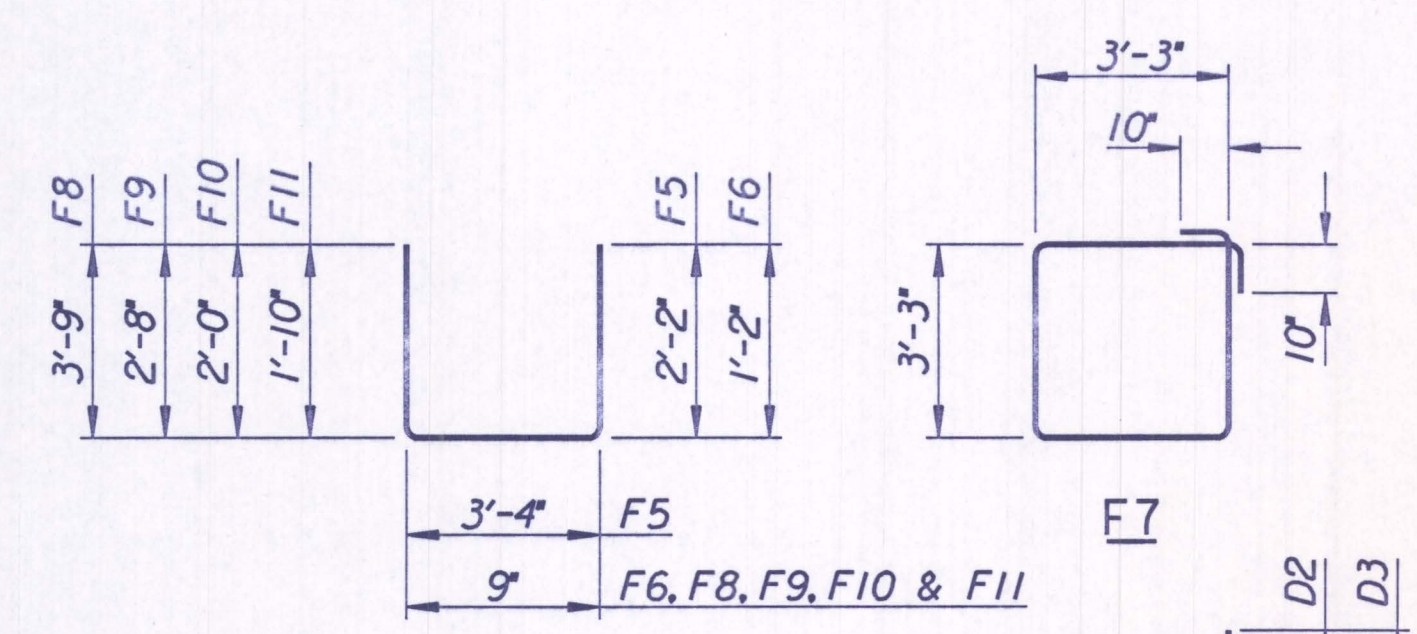 3'-3"
10"
F8
F9
F10
F11
F5
F6
3'-9"
2'-8"
2'-0"
1'-10"
2'-2"
1'-2"
3'-3"
10"
3'-4" F5
F7
9" F6, F8, F9, F10 & F11
D2
D3